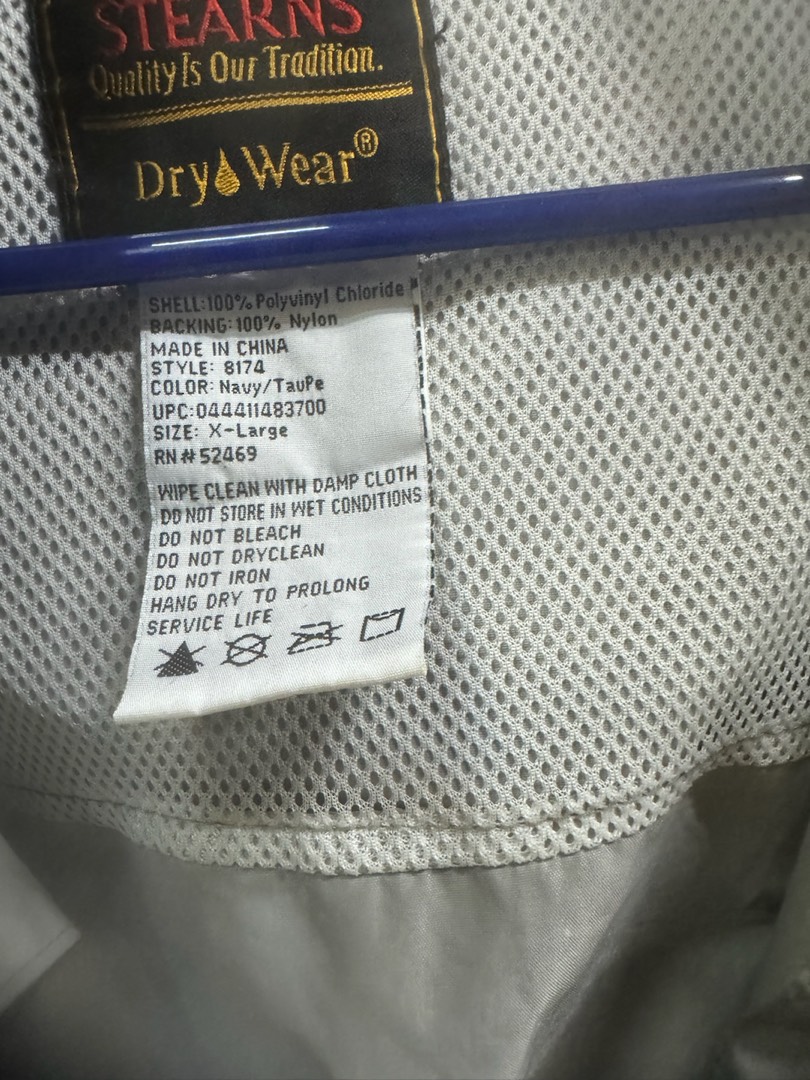 STEARNS
Quality Is Our Tradition.
Dry Wear®
SHELL:100% Polyvinyl Chloride
BACKING:100% Nylon
MADE IN CHINA
STYLE: 8174
COLOR: Navy/TauPe
UPC:044411483700
SIZE: X-Large
RN#52469
WIPE CLEAN WITH DAMP CLOTH
DO NOT STORE IN WET CONDITIONS
DO NOT BLEACH
DO NOT DRYCLEAN
DO NOT IRON
HANG DRY TO PROLONG
SERVICE LIFE